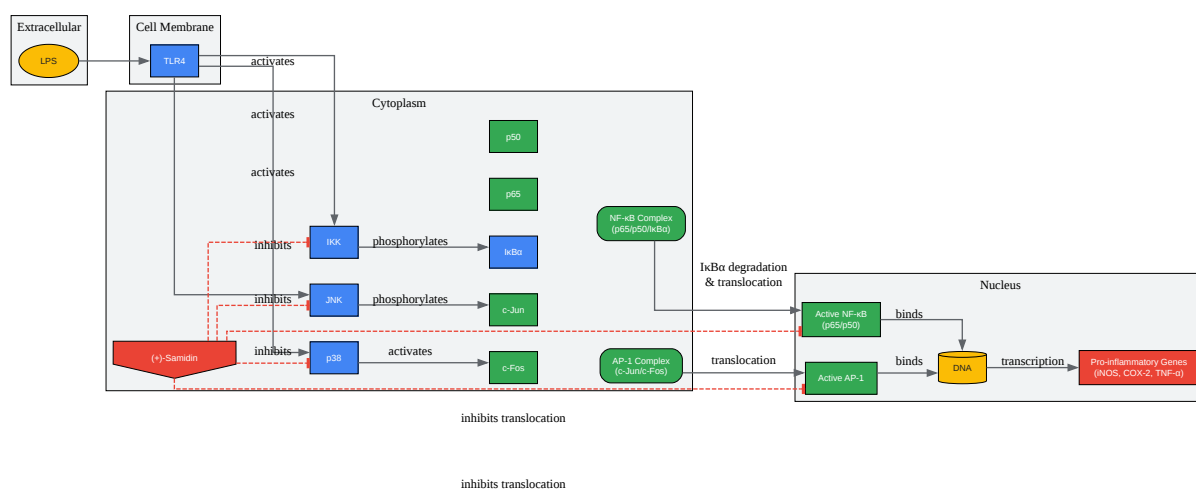 Extracellular
Cell Membrane
LPS
TLR4
activates
Cytoplasm
activates
p50
activates
p65
NF-κB Complex
(p65/p50/IκBα)
inhibits
IKK
phosphorylates
IκBα
IκBα degradation
& translocation
Nucleus
inhibits
JNK
phosphorylates
c-Jun
Active NF-κB
(p65/p50)
binds
(+)-Samidin
inhibits
p38
activates
c-Fos
AP-1 Complex
(c-Jun/c-Fos)
translocation
Active AP-1
binds
DNA
transcription
Pro-inflammatory Genes
(iNOS, COX-2, TNF-α)
inhibits translocation
inhibits translocation